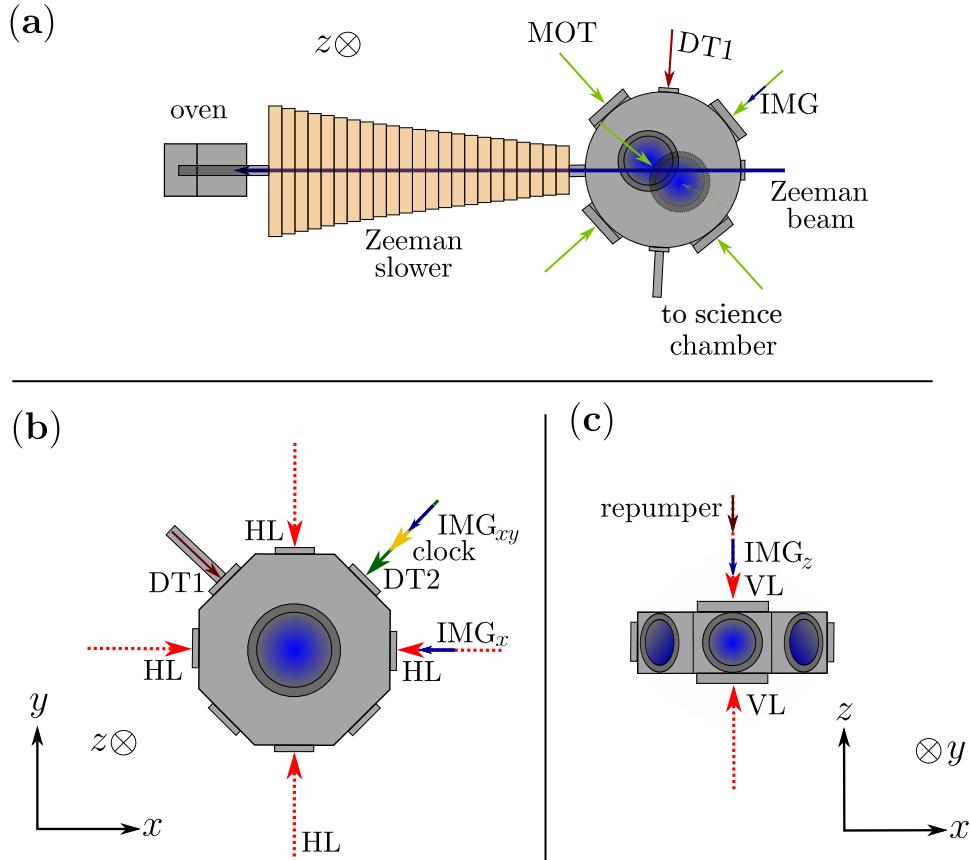 (a)
z⊗
MOT
DT1
IMG
oven
Zeeman
beam
Zeeman
slower
to science
chamber
(b)
HL
IMG_xy
clock
DT2
DT1
IMG_x
HL
HL
HL
y
z⊗
x
(c)
repumper
IMG_z
VL
VL
z
⊗y
x